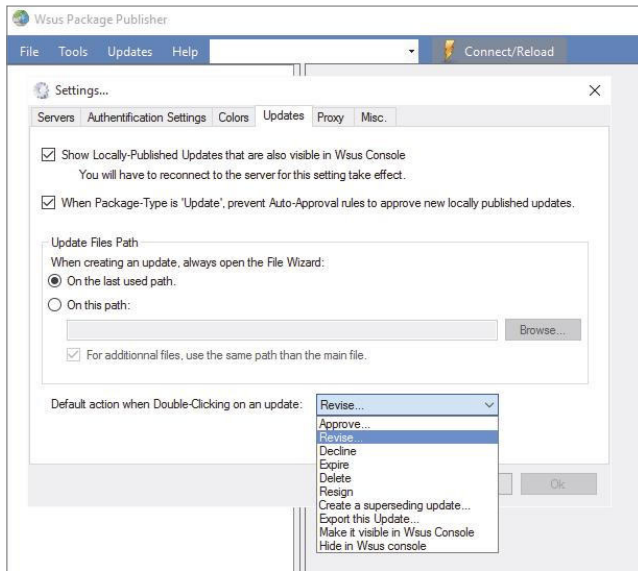 Wsus Package Publisher
File Tools Updates Help Connect/Reload
Settings...
Servers Authentification Settings Colors Updates Proxy Misc.
Show Locally-Published Updates that are also visible in Wsus Console
You will have to reconnect to the server for this setting take effect.
When Package-Type is 'Update', prevent Auto-Approval rules to approve new locally published updates.
Update Files Path
When creating an update, always open the File Wizard:
On the last used path.
On this path:
Browse...
For additionnal files, use the same path than the main file.
Default action when Double-Clicking on an update: Revise...
Approve...
Revise...
Decline
Expire
Delete
Resign
Ok
Create a superseding update...
Export this Update...
Make it visible in Wsus Console
Hide in Wsus console